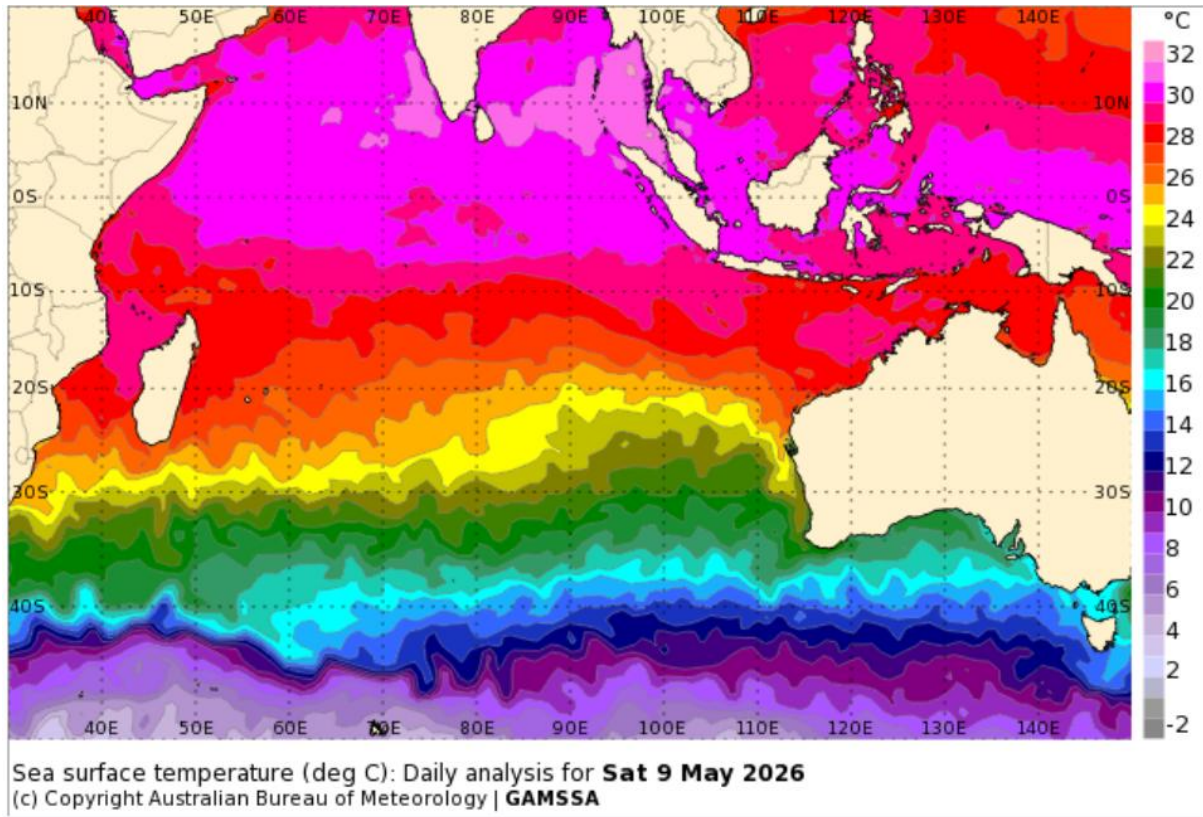 40E 50E 60E 70E 80E 90E 100E 110E 120E 130E 140E °C
32
10N 10N 30
28
26
0S 0S
24
22
10S 10S
20
18
20S 20S 16
14
12
30S 30S
10
8
40S 40S 6
4
2
40E 50E 60E 70E 80E 90E 100E 110E 120E 130E 140E -2
Sea surface temperature (deg C): Daily analysis for Sat 9 May 2026
(c) Copyright Australian Bureau of Meteorology | GAMSSA